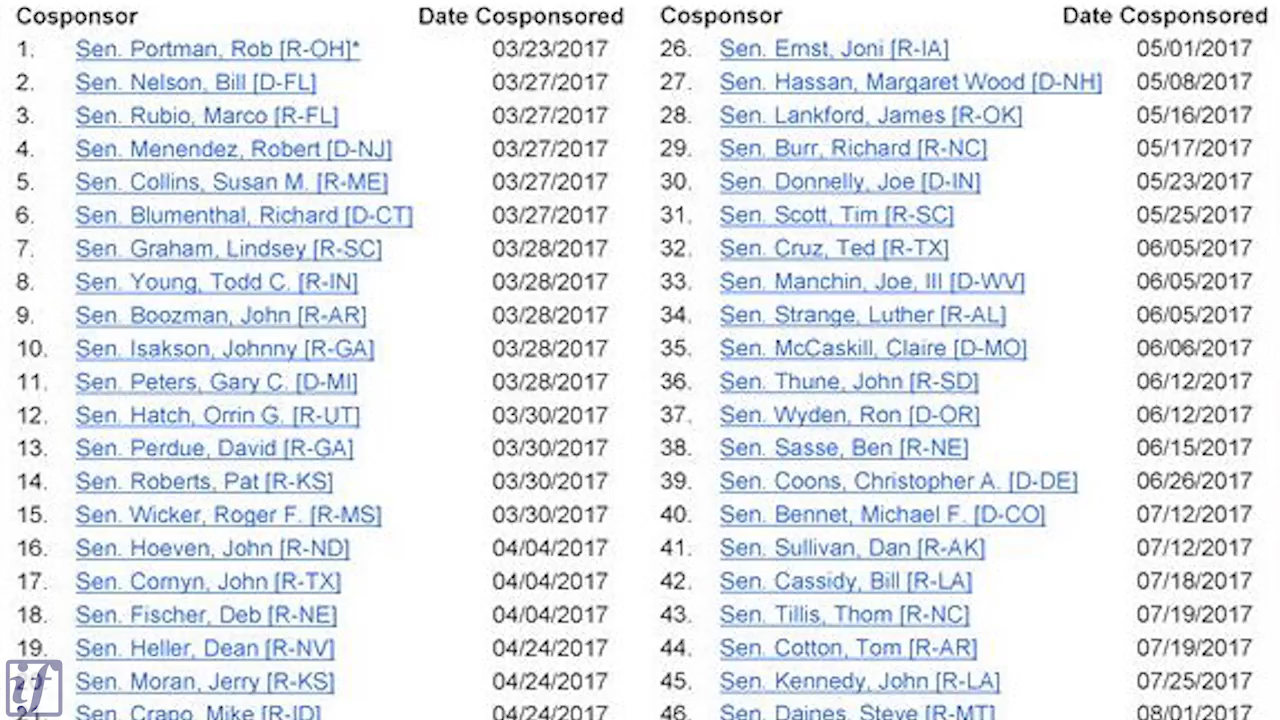 Cosponsor Date Cosponsored
1. Sen. Portman, Rob [R-OH]* 03/23/2017
2. Sen. Nelson, Bill [D-FL] 03/27/2017
3. Sen. Rubio, Marco [R-FL] 03/27/2017
4. Sen. Menendez, Robert [D-NJ] 03/27/2017
5. Sen. Collins, Susan M. [R-ME] 03/27/2017
6. Sen. Blumenthal, Richard [D-CT] 03/27/2017
7. Sen. Graham, Lindsey [R-SC] 03/28/2017
8. Sen. Young, Todd C. [R-IN] 03/28/2017
9. Sen. Boozman, John [R-AR] 03/28/2017
10. Sen. Isakson, Johnny [R-GA] 03/28/2017
11. Sen. Peters, Gary C. [D-MI] 03/28/2017
12. Sen. Hatch, Orrin G. [R-UT] 03/30/2017
13. Sen. Perdue, David [R-GA] 03/30/2017
14. Sen. Roberts, Pat [R-KS] 03/30/2017
15. Sen. Wicker, Roger F. [R-MS] 03/30/2017
16. Sen. Hoeven, John [R-ND] 04/04/2017
17. Sen. Cornyn, John [R-TX] 04/04/2017
18. Sen. Fischer, Deb [R-NE] 04/04/2017
19. Sen. Heller, Dean [R-NV] 04/24/2017
20. Sen. Moran, Jerry [R-KS] 04/24/2017
21. Sen. Crapo, Mike [R-ID] 04/24/2017
Cosponsor Date Cosponsored
26. Sen. Ernst, Joni [R-IA] 05/01/2017
27. Sen. Hassan, Margaret Wood [D-NH] 05/08/2017
28. Sen. Lankford, James [R-OK] 05/16/2017
29. Sen. Burr, Richard [R-NC] 05/17/2017
30. Sen. Donnelly, Joe [D-IN] 05/23/2017
31. Sen. Scott, Tim [R-SC] 05/25/2017
32. Sen. Cruz, Ted [R-TX] 06/05/2017
33. Sen. Manchin, Joe, III [D-WV] 06/05/2017
34. Sen. Strange, Luther [R-AL] 06/05/2017
35. Sen. McCaskill, Claire [D-MO] 06/06/2017
36. Sen. Thune, John [R-SD] 06/12/2017
37. Sen. Wyden, Ron [D-OR] 06/12/2017
38. Sen. Sasse, Ben [R-NE] 06/15/2017
39. Sen. Coons, Christopher A. [D-DE] 06/26/2017
40. Sen. Bennet, Michael F. [D-CO] 07/12/2017
41. Sen. Sullivan, Dan [R-AK] 07/12/2017
42. Sen. Cassidy, Bill [R-LA] 07/18/2017
43. Sen. Tillis, Thom [R-NC] 07/19/2017
44. Sen. Cotton, Tom [R-AR] 07/19/2017
45. Sen. Kennedy, John [R-LA] 07/25/2017
46. Sen. Daines, Steve [R-MT] 08/01/2017
if